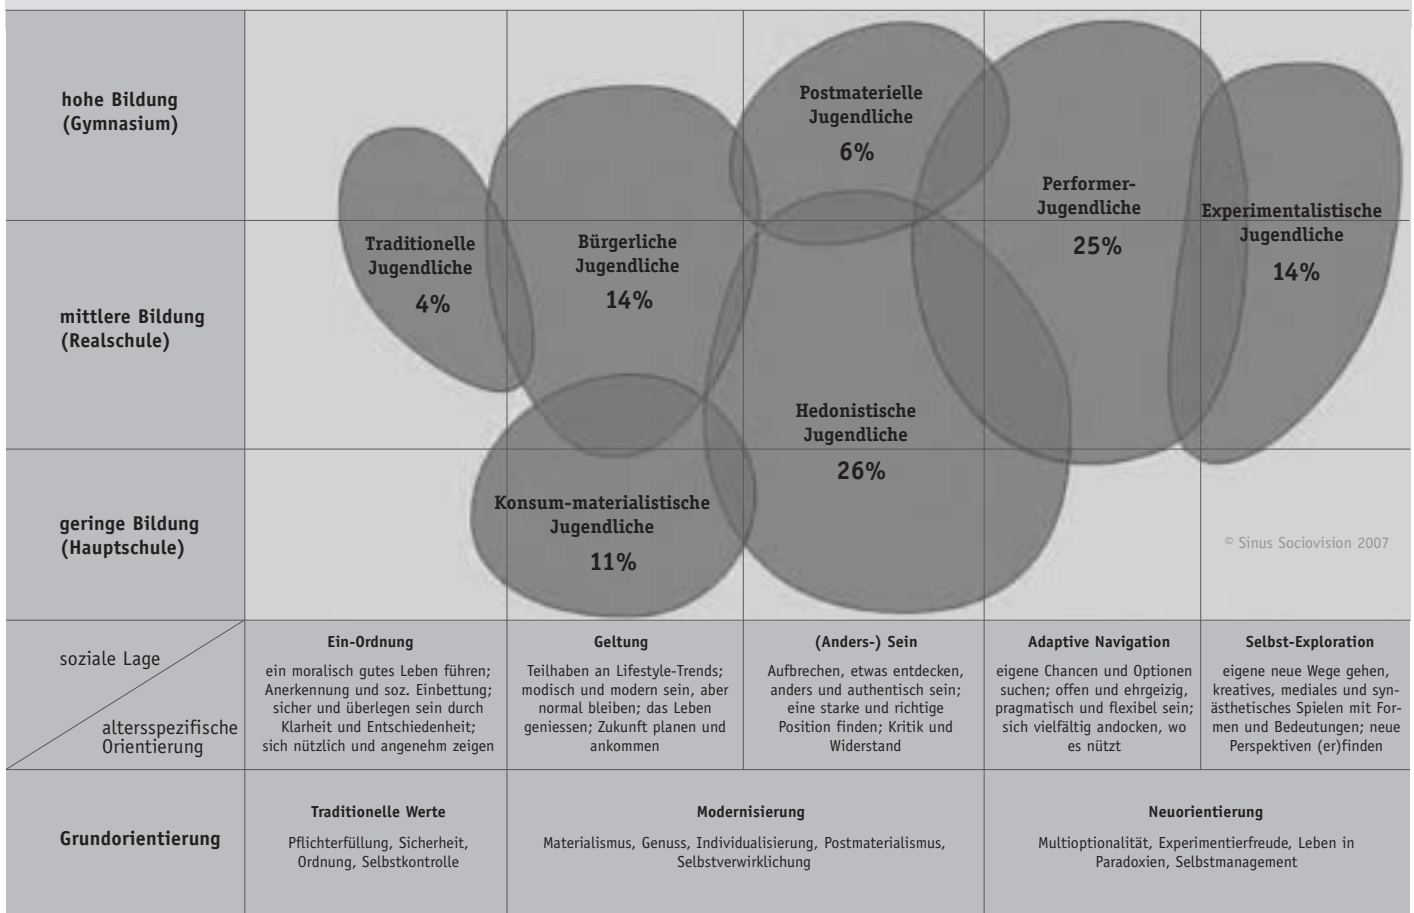 hohe Bildung
(Gymnasium)
mittlere Bildung
(Realschule)
geringe Bildung
(Hauptschule)
Traditionelle
Jugendliche
4%
Bürgerliche
Jugendliche
14%
Konsum-materialistische
Jugendliche
11%
Postmaterielle
Jugendliche
6%
Hedonistische
Jugendliche
26%
Performer-
Jugendliche
25%
Experimentalistische
Jugendliche
14%
© Sinus Sociovision 2007
soziale Lage
altersspezifische
Orientierung
Ein-Ordnung
ein moralisch gutes Leben führen;
Anerkennung und soz. Einbettung;
sicher und überlegen sein durch
Klarheit und Entschiedenheit;
sich nützlich und angenehm zeigen
Geltung
Teilhaben an Lifestyle-Trends;
modisch und modern sein, aber
normal bleiben; das Leben
geniessen; Zukunft planen und
ankommen
(Anders-) Sein
Aufbrechen, etwas entdecken,
anders und authentisch sein;
eine starke und richtige
Position finden; Kritik und
Widerstand
Adaptive Navigation
eigene Chancen und Optionen
suchen; offen und ehrgeizig,
pragmatisch und flexibel sein;
sich vielfältig andocken, wo
es nützt
Selbst-Exploration
eigene neue Wege gehen,
kreatives, mediales und syn-
ästhetisches Spielen mit For-
men und Bedeutungen; neue
Perspektiven (er)finden
Grundorientierung
Traditionelle Werte
Pflichterfüllung, Sicherheit,
Ordnung, Selbstkontrolle
Modernisierung
Materialismus, Genuss, Individualisierung, Postmaterialismus,
Selbstverwirklichung
Neuorientierung
Multioptionalität, Experimentierfreude, Leben in
Paradoxien, Selbstmanagement